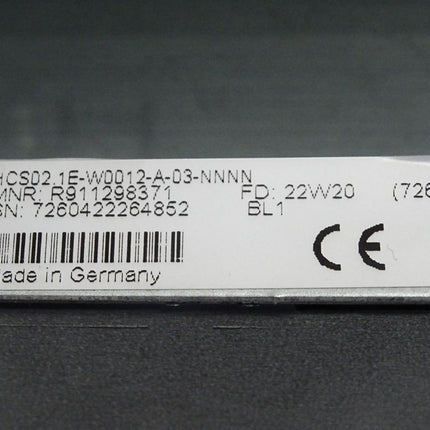 HCS02.1E-W0012-A-03-NNNN
MNR: R911298371 FD: 22W20 (726
SN: 7260422264852 BL1
CE
Made in Germany